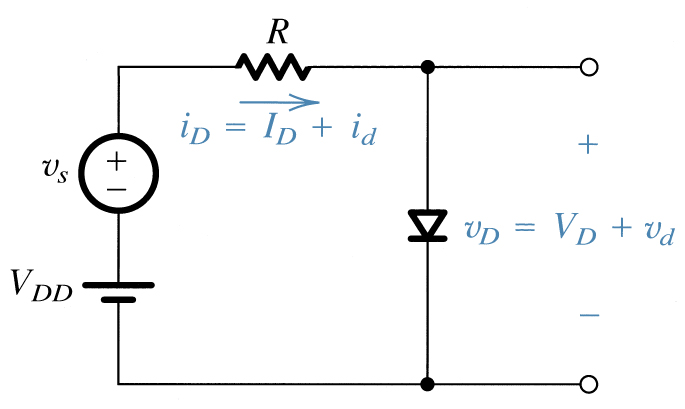 R
i_D = I_D + i_d
v_s
+
−
V_DD
+
v_D = V_D + v_d
−